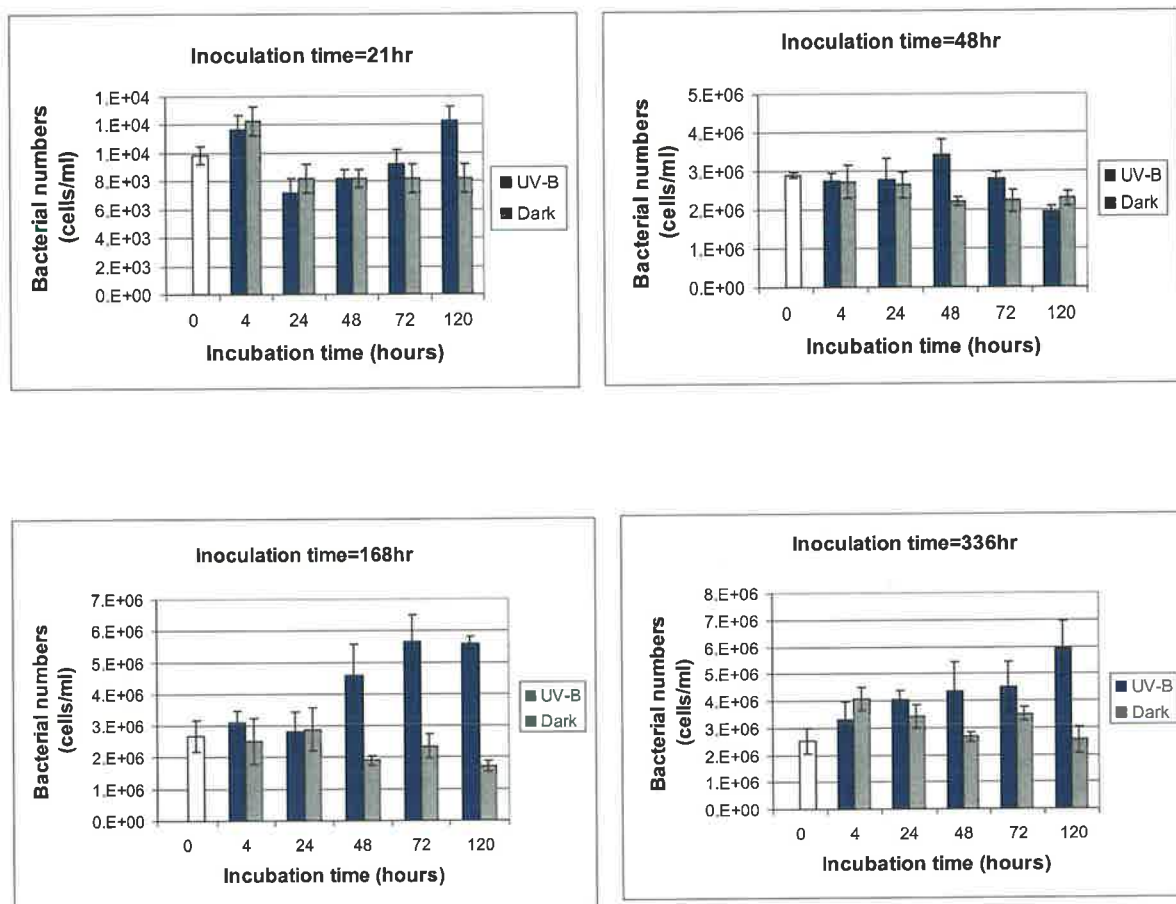 Inoculation time=21hr
Bacterial numbers
(cells/ml)
1.E+04
1.E+04
1.E+04
8.E+03
6.E+03
4.E+03
2.E+03
0.E+00
0 4 24 48 72 120
Incubation time (hours)
UV-B
Dark
Inoculation time=48hr
Bacterial numbers
(cells/ml)
5.E+06
4.E+06
3.E+06
2.E+06
1.E+06
0.E+00
0 4 24 48 72 120
Incubation time (hours)
UV-B
Dark
Inoculation time=168hr
Bacterial numbers
(cells/ml)
7.E+06
6.E+06
5.E+06
4.E+06
3.E+06
2.E+06
1.E+06
0.E+00
0 4 24 48 72 120
Incubation time (hours)
UV-B
Dark
Inoculation time=336hr
Bacterial numbers
(cells/ml)
8.E+06
7.E+06
6.E+06
5.E+06
4.E+06
3.E+06
2.E+06
1.E+06
0.E+00
0 4 24 48 72 120
Incubation time (hours)
UV-B
Dark